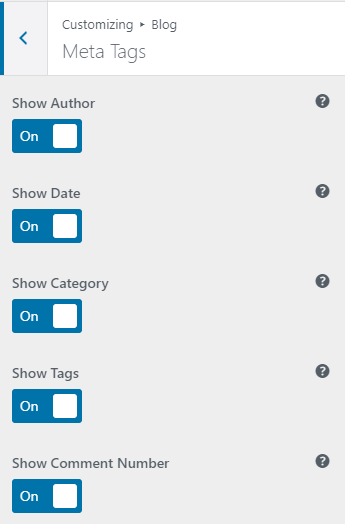 Customizing ▸ Blog
Meta Tags
Show Author ?
On
Show Date ?
On
Show Category ?
On
Show Tags ?
On
Show Comment Number ?
On